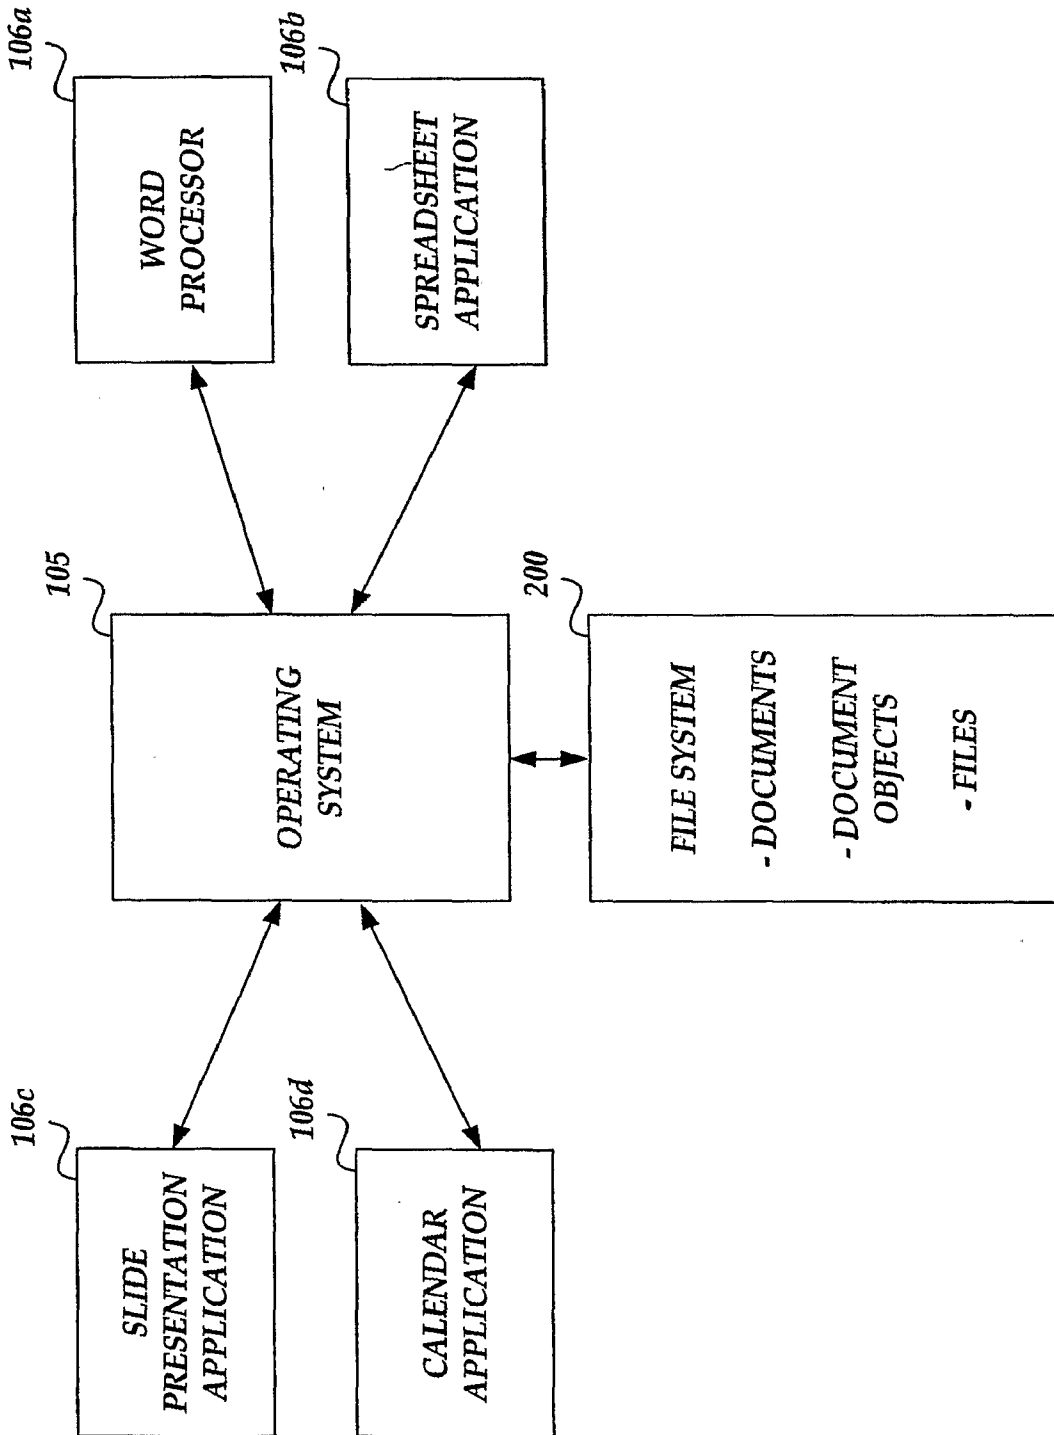 106c
SLIDE
PRESENTATION
APPLICATION
105
OPERATING
SYSTEM
106a
WORD
PROCESSOR
106d
CALENDAR
APPLICATION
106b
SPREADSHEET
APPLICATION
200
FILE SYSTEM
- DOCUMENTS
- DOCUMENT
OBJECTS
- FILES